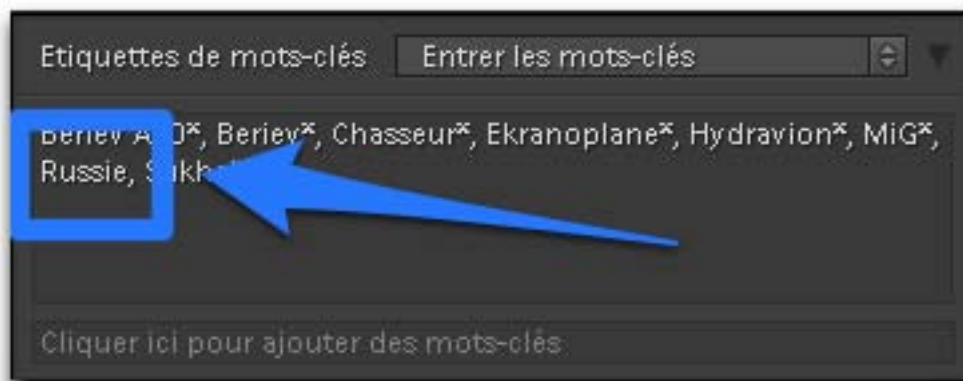 Etiquettes de mots-clés Entrer les mots-clés
Beriev*, Chasseur*, Ekranoplane*, Hydravion*, MiG*,
Russie,
Cliquer ici pour ajouter des mots-clés